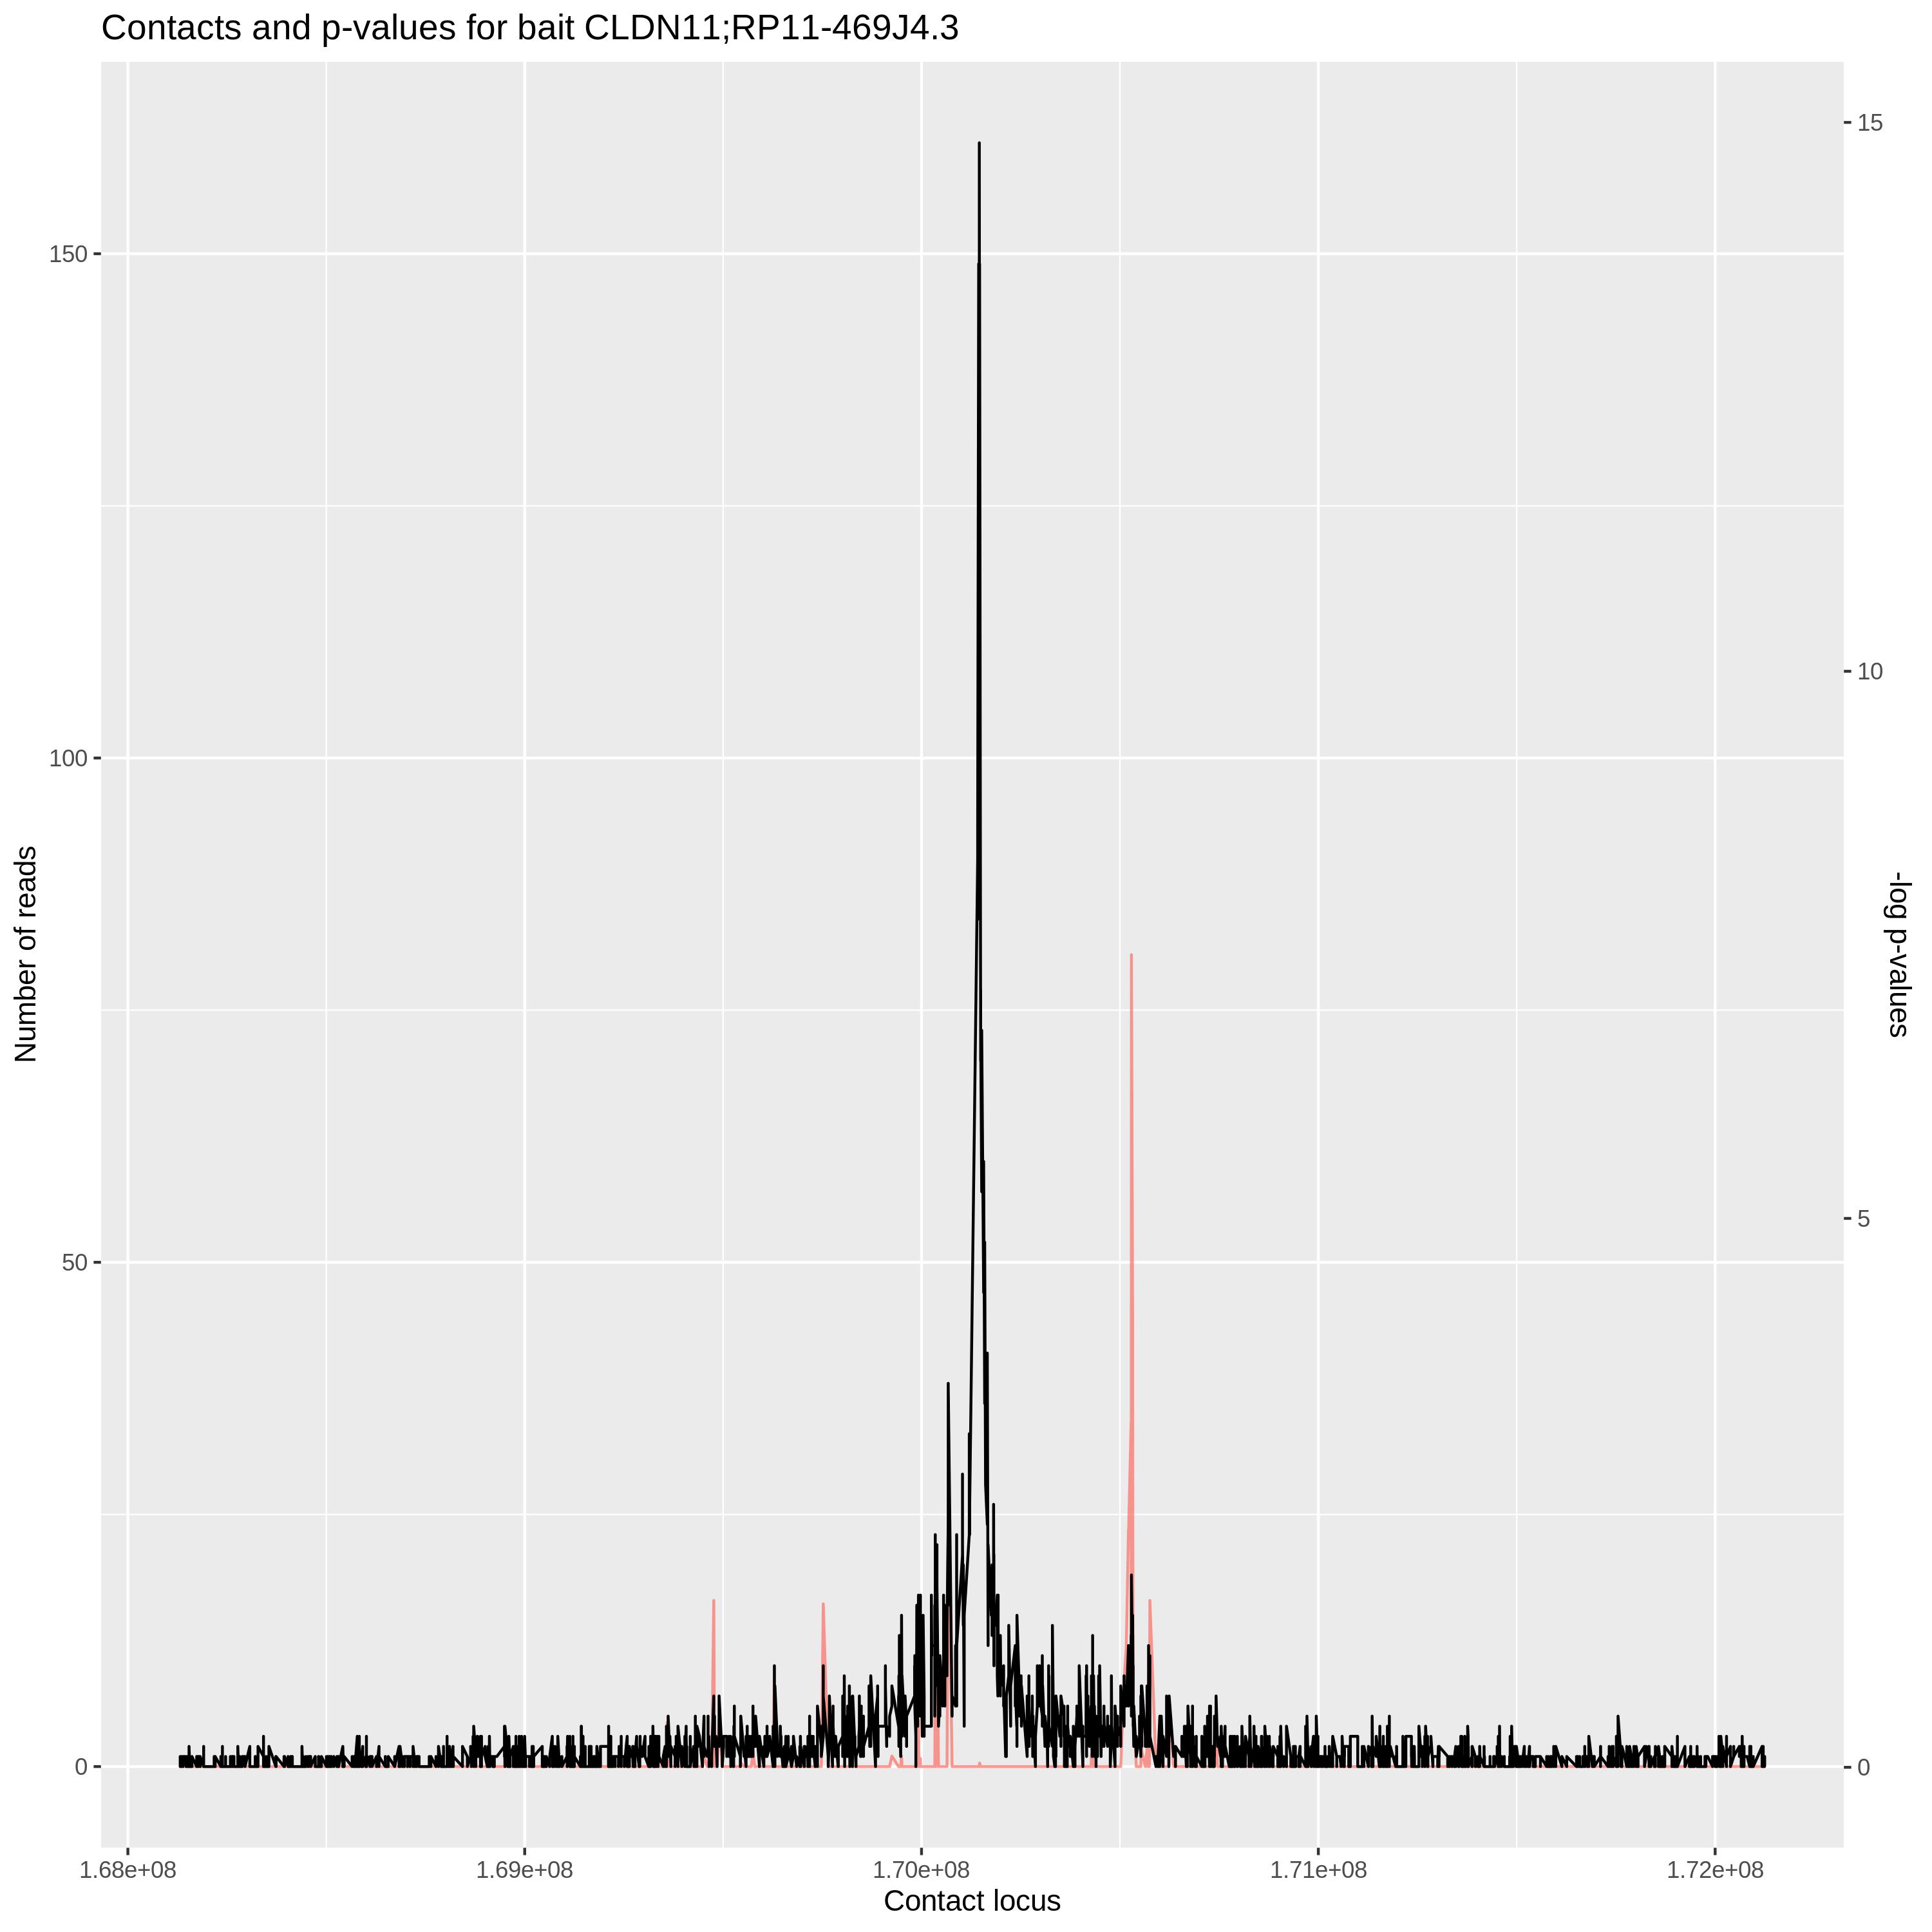 Contacts and p-values for bait CLDN11;RP11-469J4.3
150
100
50
0
Number of reads
15
10
5
0
-log p-values
1.68e+08 1.69e+08 1.70e+08 1.71e+08 1.72e+08
Contact locus